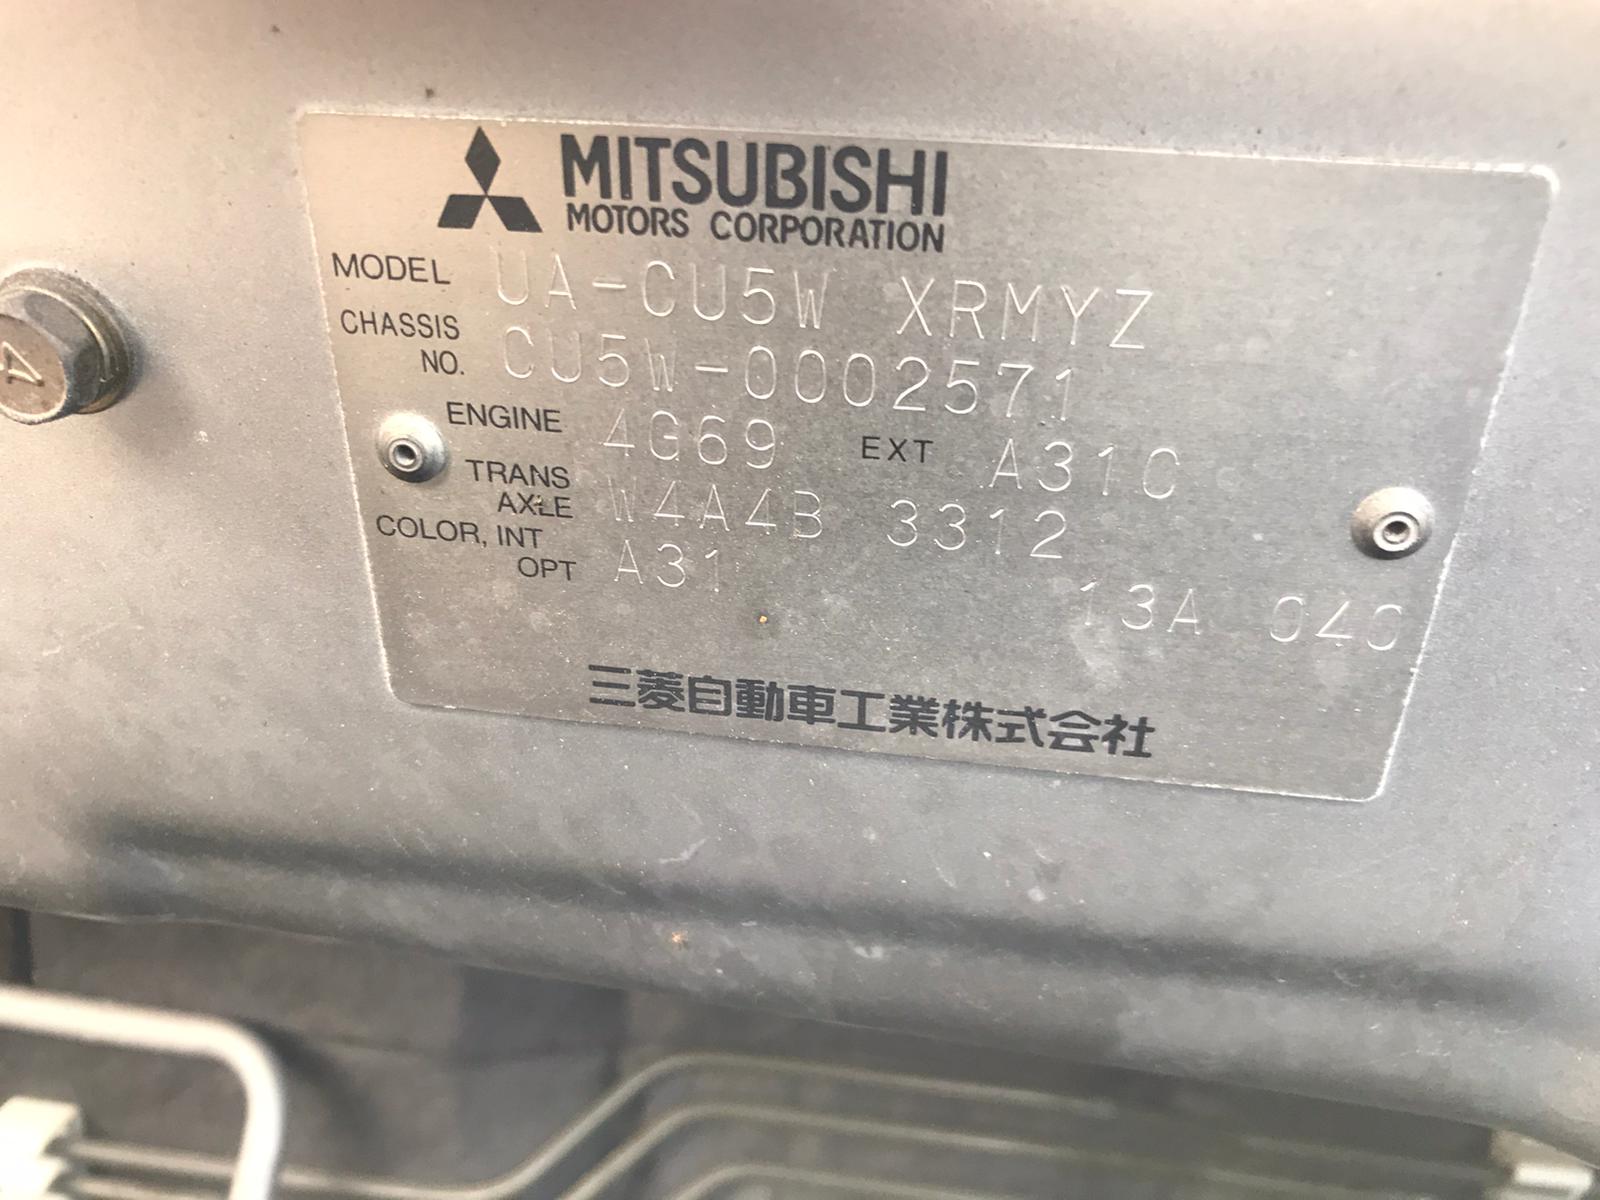 MITSUBISHI
MOTORS CORPORATION
MODEL UA-CU5W XRMYZ
CHASSIS
NO. CU5W-0002571
ENGINE 4G69 EXT A31C
TRANS
AXLE W4A4B 3312
COLOR, INT
OPT A31 13A 04C
三菱自動車工業株式会社